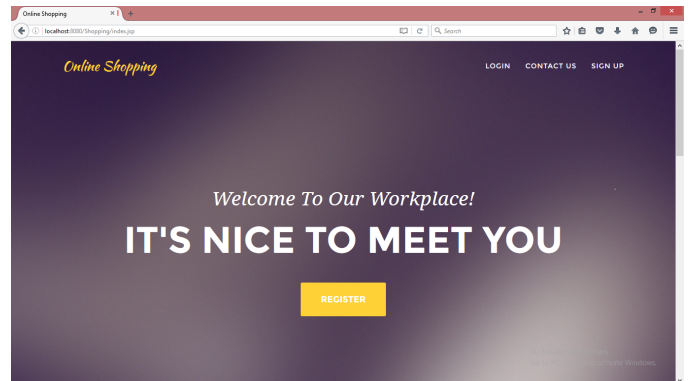 Online Shopping
localhost:8080/Shopping/index.jsp
Search
Online Shopping
LOGIN CONTACT US SIGN UP
Welcome To Our Workplace!
IT'S NICE TO MEET YOU
REGISTER
Windows.